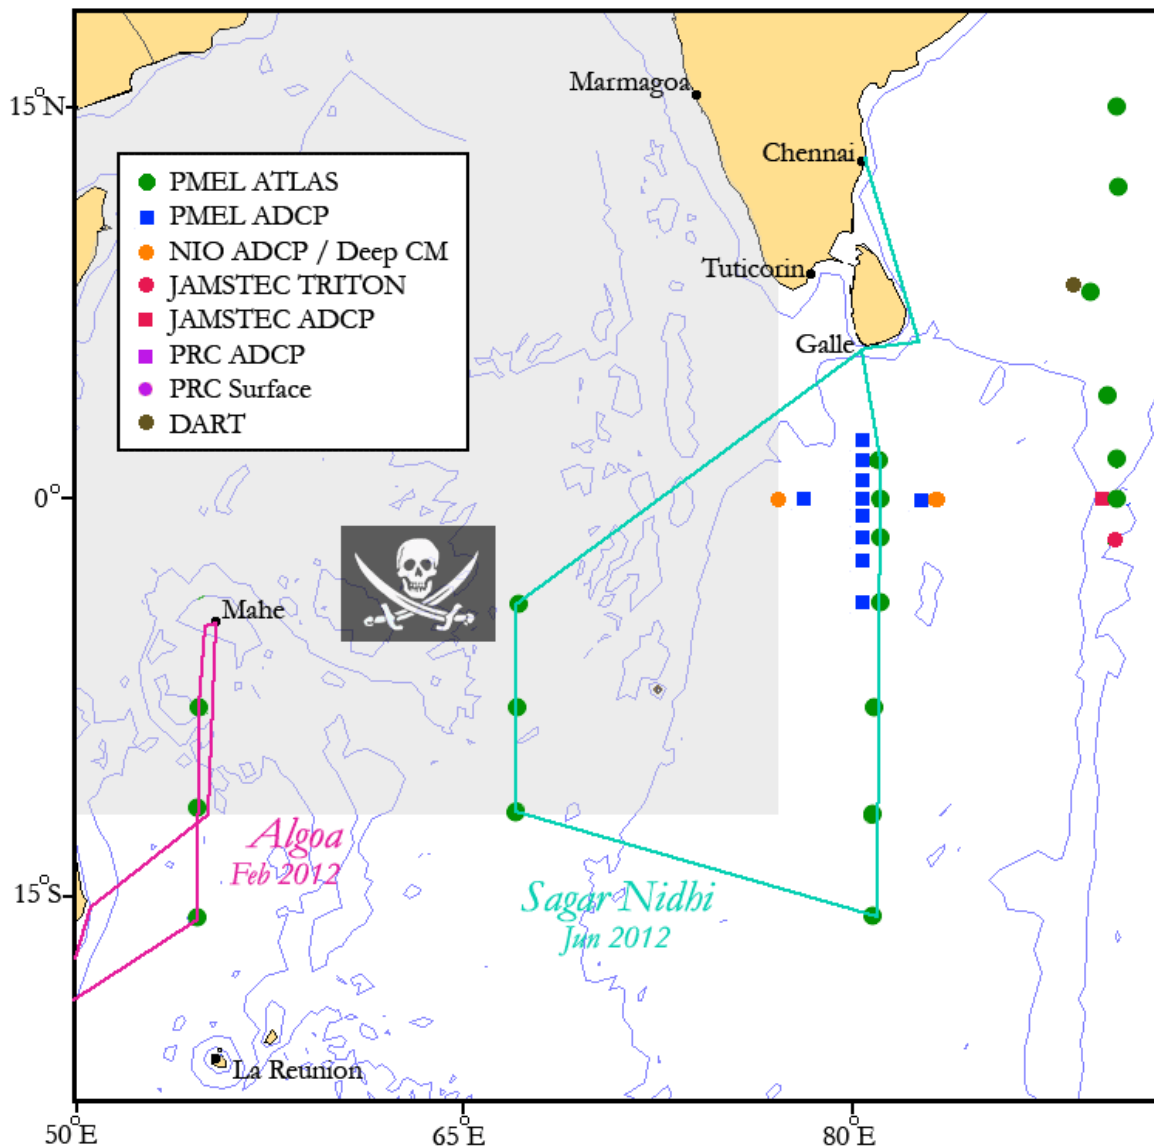 15°N
Marmagoa
Chennai
PMEL ATLAS
PMEL ADCP
NIO ADCP / Deep CM
JAMSTEC TRITON
JAMSTEC ADCP
PRC ADCP
PRC Surface
DART
Tuticorin
Galle
0°
Mahe
Algoa
Feb 2012
15°S
Sagar Nidhi
Jun 2012
La Reunion
50°E
65°E
80°E